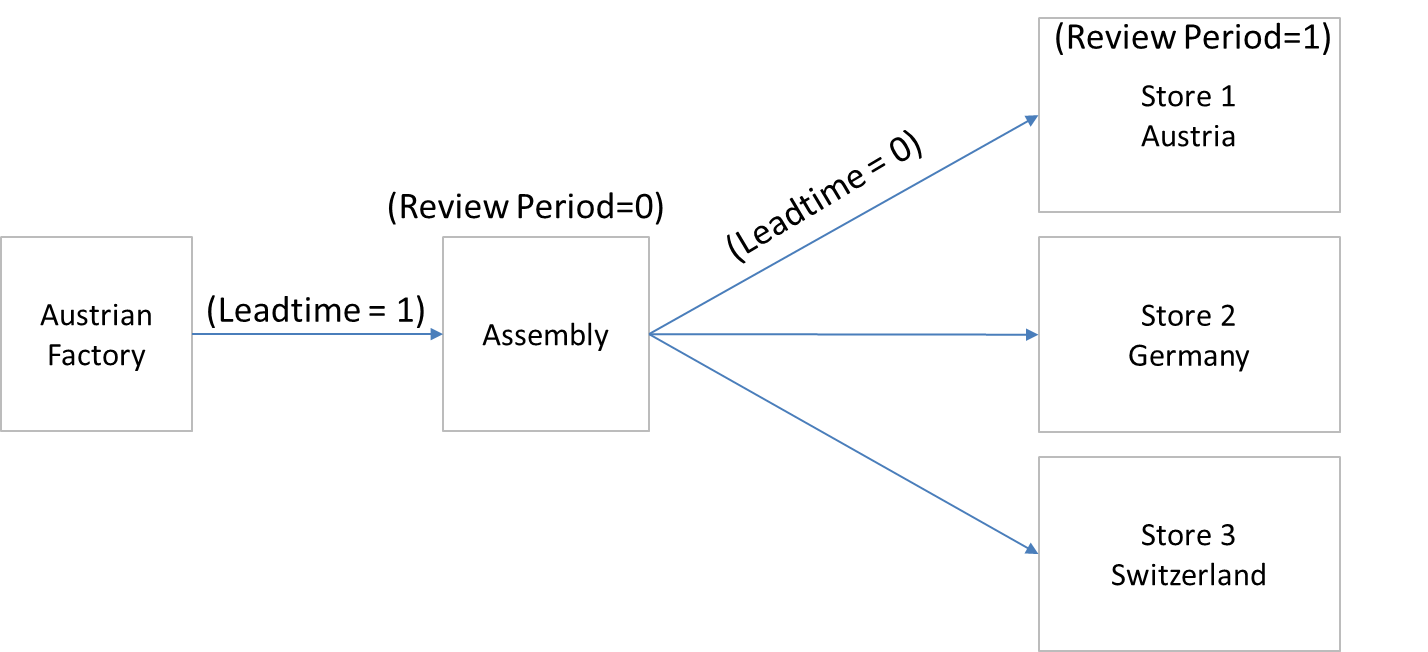 Austrian
Factory
(Leadtime = 1)
(Review Period=0)
Assembly
(Leadtime = 0)
(Review Period=1)
Store 1
Austria
Store 2
Germany
Store 3
Switzerland